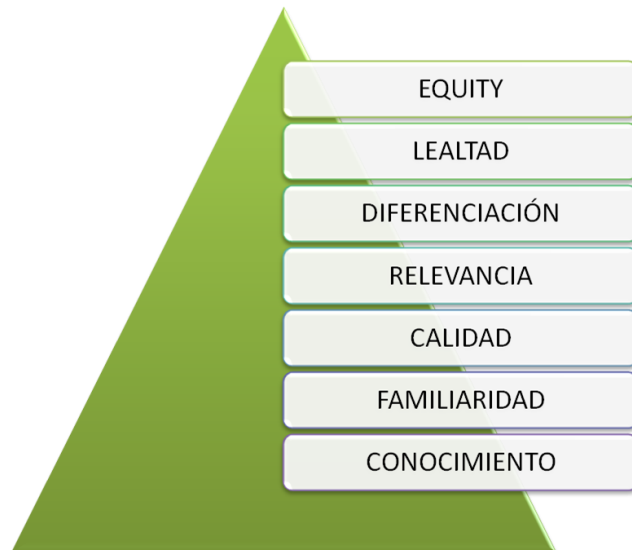 EQUITY
LEALTAD
DIFERENCIACIÓN
RELEVANCIA
CALIDAD
FAMILIARIDAD
CONOCIMIENTO